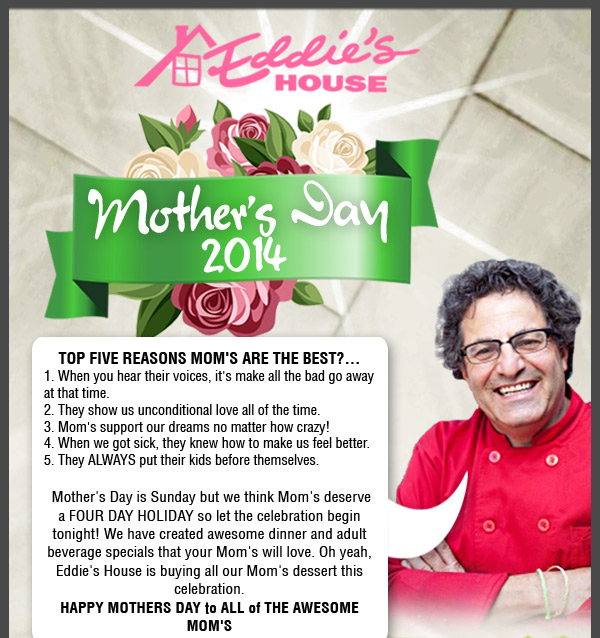 Eddie's
HOUSE
Mother's Day
2014
TOP FIVE REASONS MOM'S ARE THE BEST?...
1. When you hear their voices, it's make all the bad go away
at that time.
2. They show us unconditional love all of the time.
3. Mom's support our dreams no matter how crazy!
4. When we got sick, they knew how to make us feel better.
5. They ALWAYS put their kids before themselves.
Mother's Day is Sunday but we think Mom's deserve
a FOUR DAY HOLIDAY so let the celebration begin
tonight! We have created awesome dinner and adult
beverage specials that your Mom's will love. Oh yeah,
Eddie's House is buying all our Mom's dessert this
celebration.
HAPPY MOTHERS DAY to ALL of THE AWESOME
MOM'S